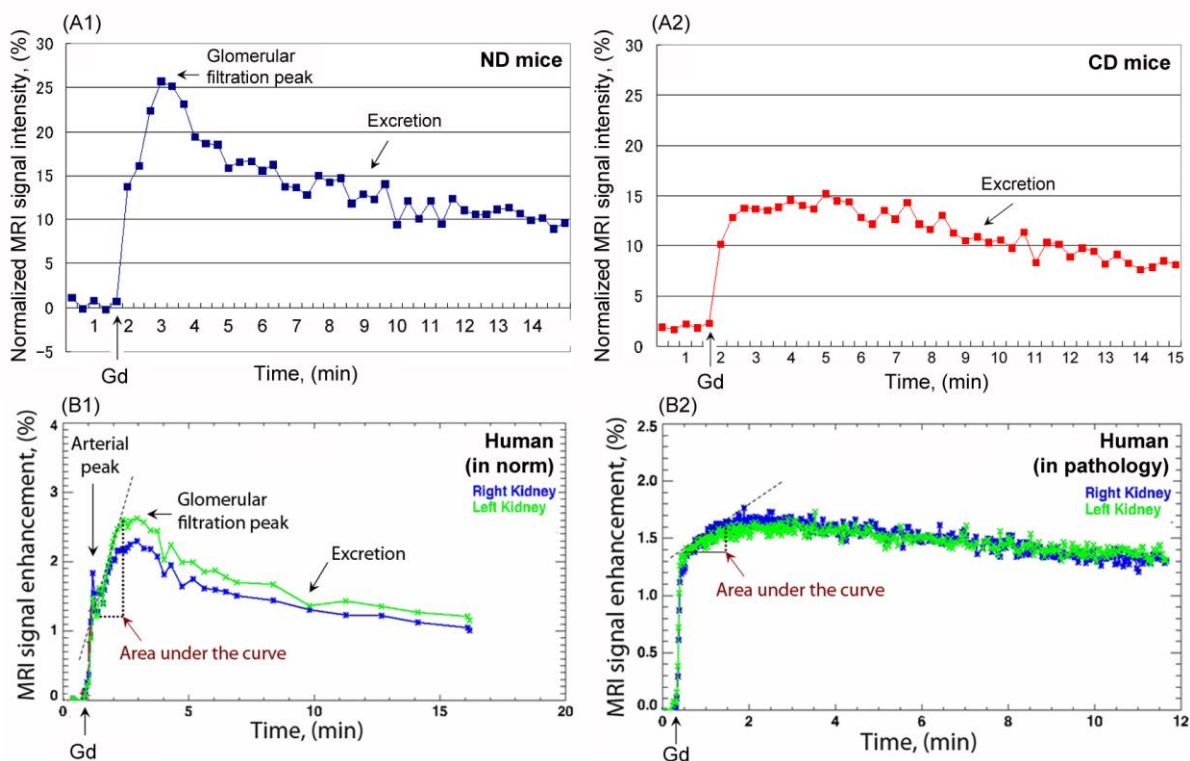 (A1)
ND mice
Normalized MRI signal intensity, (%)
30
25
20
15
10
5
0
−5
Glomerular
filtration peak
Excretion
1 2 3 4 5 6 7 8 9 10 11 12 13 14
Gd
Time, (min)
(A2)
CD mice
Normalized MRI signal intensity, (%)
30
25
20
15
10
5
0
Excretion
1 2 3 4 5 6 7 8 9 10 11 12 13 14 15
Gd
Time, (min)
(B1)
Human
(in norm)
Right Kidney
Left Kidney
MRI signal enhancement, (%)
4
3
2
1
0
Arterial
peak
Glomerular
filtration peak
Excretion
Area under the curve
0 5 10 15 20
Gd
Time, (min)
(B2)
Human
(in pathology)
Right Kidney
Left Kidney
MRI signal enhancement, (%)
2.5
2.0
1.5
1.0
0.5
0.0
Area under the curve
0 2 4 6 8 10 12
Gd
Time, (min)